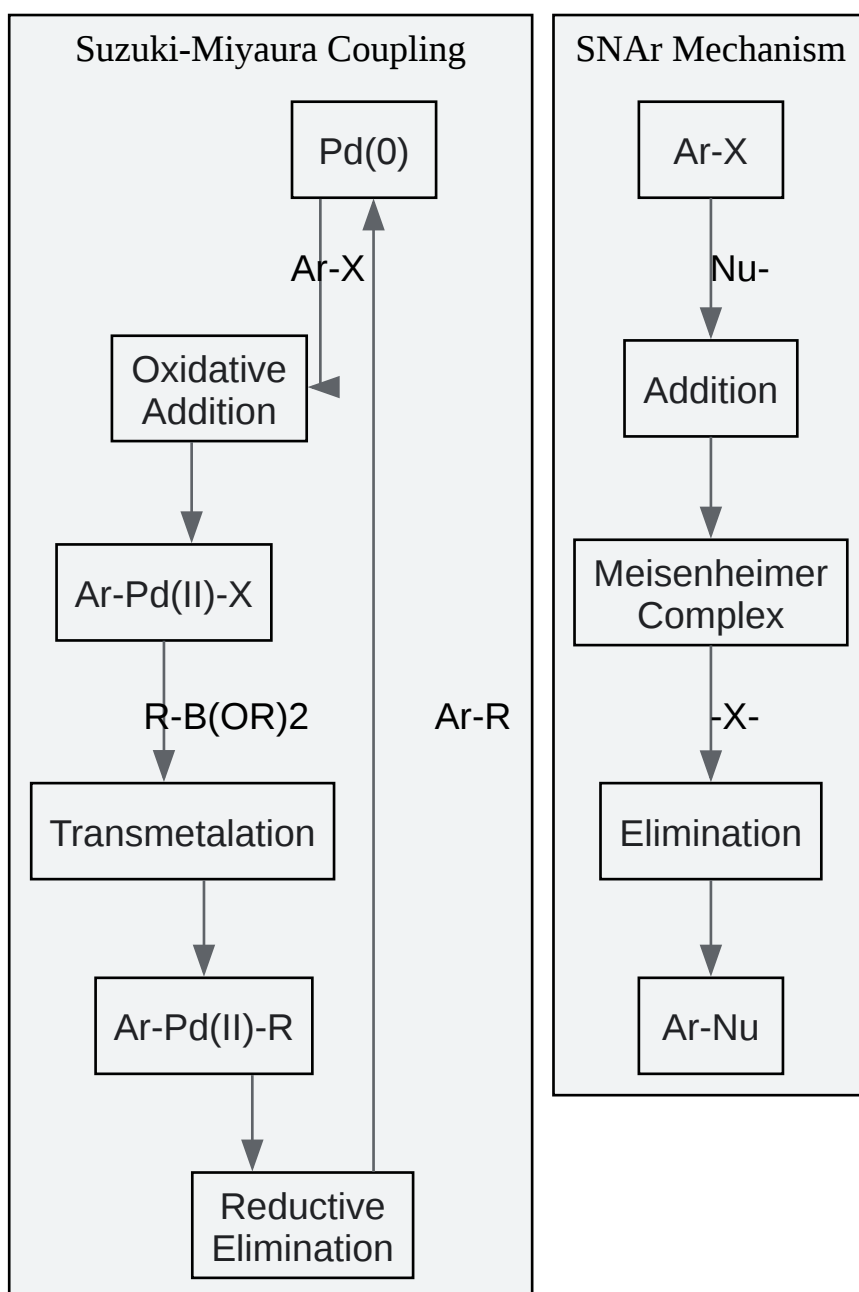 Suzuki-Miyaura Coupling
Pd(0)
Ar-X
Oxidative
Addition
Ar-Pd(II)-X
R-B(OR)2
Ar-R
Transmetalation
Ar-Pd(II)-R
Reductive
Elimination
SNAr Mechanism
Ar-X
Nu-
Addition
Meisenheimer
Complex
-X-
Elimination
Ar-Nu